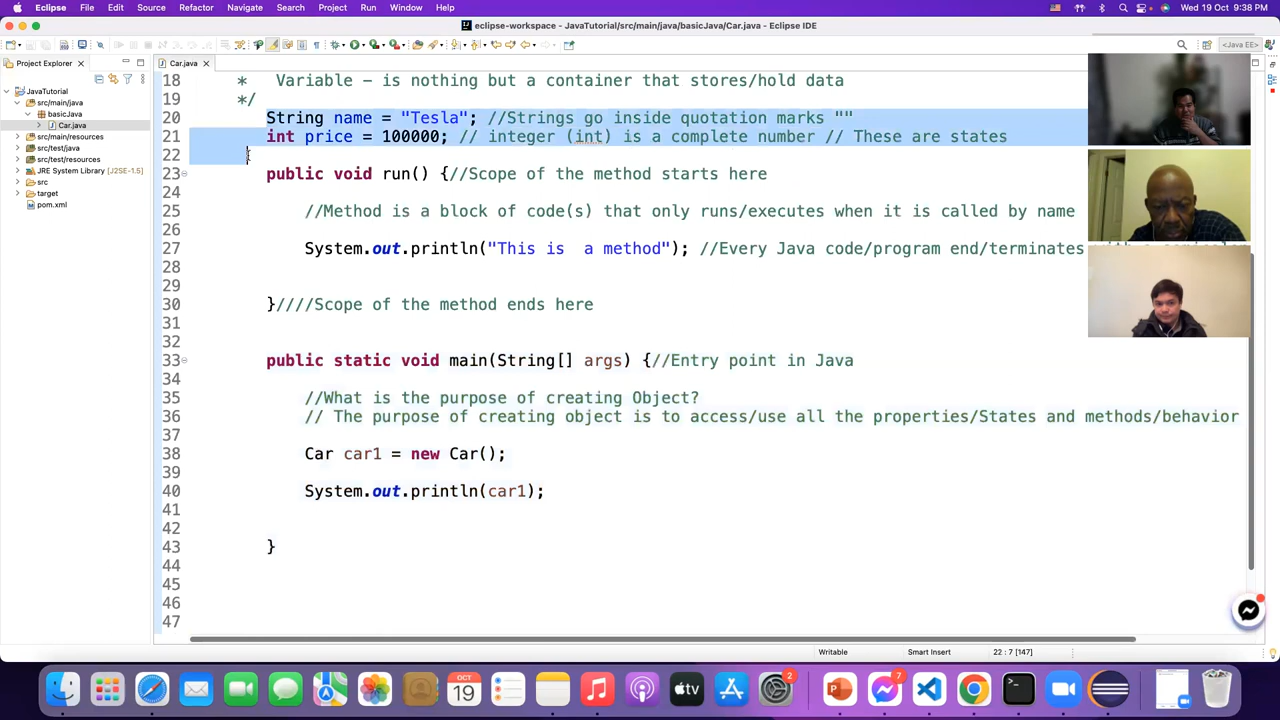 Eclipse File Edit Source Refactor Navigate Search Project Run Window Help Wed 19 Oct 9:38 PM
eclipse-workspace - JavaTutorial/src/main/java/basicJava/Car.java - Eclipse IDE
<Java EE>
Project Explorer
Car.java
JavaTutorial
src/main/java
basicJava
Car.java
src/main/resources
src/test/java
src/test/resources
JRE System Library [J2SE-1.5]
src
target
pom.xml
18 * Variable – is nothing but a container that stores/hold data
19 */
20 String name = "Tesla"; //Strings go inside quotation marks ""
21 int price = 100000; // integer (int) is a complete number // These are states
22
23 public void run() {//Scope of the method starts here
24
25 //Method is a block of code(s) that only runs/executes when it is called by name
26
27 System.out.println("This is  a method"); //Every Java code/program end/terminates
28
29
30 }////Scope of the method ends here
31
32
33 public static void main(String[] args) {//Entry point in Java
34
35 //What is the purpose of creating Object?
36 // The purpose of creating object is to access/use all the properties/States and methods/behavior
37
38 Car car1 = new Car();
39
40 System.out.println(car1);
41
42
43 }
44
45
46
47
Writable Smart Insert 22 : 7 [147]
OCT
19
2
7